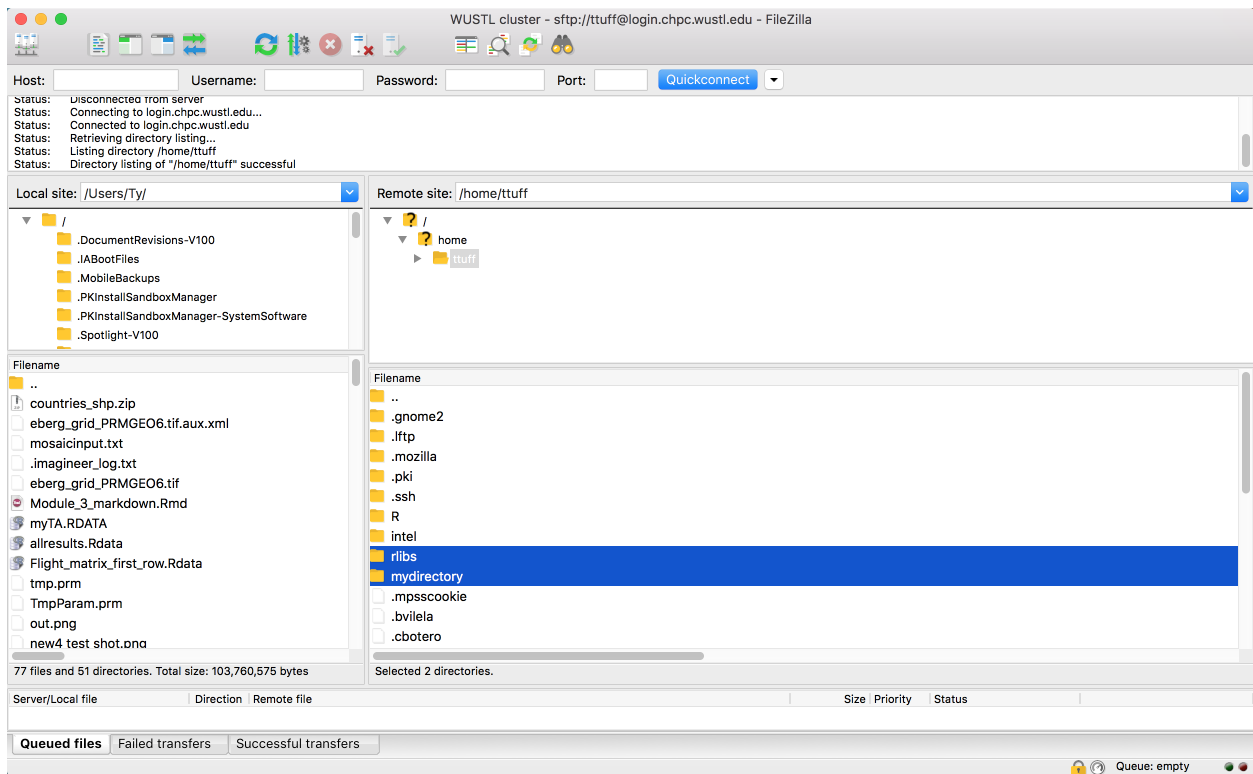 WUSTL cluster - sftp://ttuff@login.chpc.wustl.edu - FileZilla
Host: Username: Password: Port: Quickconnect
Status: Disconnected from server
Status: Connecting to login.chpc.wustl.edu...
Status: Connected to login.chpc.wustl.edu
Status: Retrieving directory listing...
Status: Listing directory /home/ttuff
Status: Directory listing of "/home/ttuff" successful
Local site: /Users/Ty/
/
.DocumentRevisions-V100
.IABootFiles
.MobileBackups
.PKInstallSandboxManager
.PKInstallSandboxManager-SystemSoftware
.Spotlight-V100
Filename
..
countries_shp.zip
eberg_grid_PRMGEO6.tif.aux.xml
mosaicinput.txt
.imagineer_log.txt
eberg_grid_PRMGEO6.tif
Module_3_markdown.Rmd
myTA.RDATA
allresults.Rdata
Flight_matrix_first_row.Rdata
tmp.prm
TmpParam.prm
out.png
new4 test shot.png
77 files and 51 directories. Total size: 103,760,575 bytes
Remote site: /home/ttuff
? /
? home
ttuff
Filename
..
.gnome2
.lftp
.mozilla
.pki
.ssh
R
intel
rlibs
mydirectory
.mpsscookie
.bvilela
.cbotero
Selected 2 directories.
Server/Local file Direction Remote file Size Priority Status
Queued files Failed transfers Successful transfers
Queue: empty